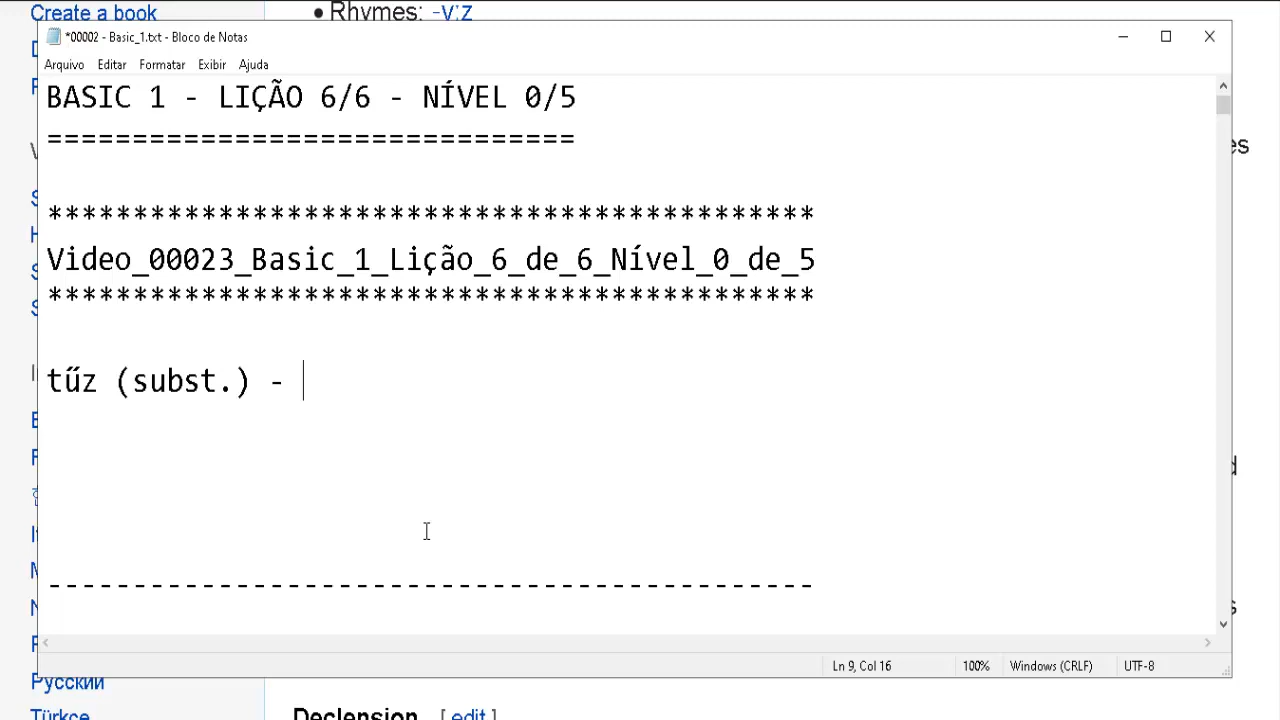 Create a book
• Rhymes: -yːz
*00002 - Basic_1.txt - Bloco de Notas
Arquivo Editar Formatar Exibir Ajuda
BASIC 1 - LIÇÃO 6/6 - NÍVEL 0/5
===============================
*********************************************
Video_00023_Basic_1_Lição_6_de_6_Nível_0_de_5
*********************************************
tűz (subst.) -
---------------------------------------------
Ln 9, Col 16 100% Windows (CRLF) UTF-8
Русский
Türkçe
Declension [ edit ]